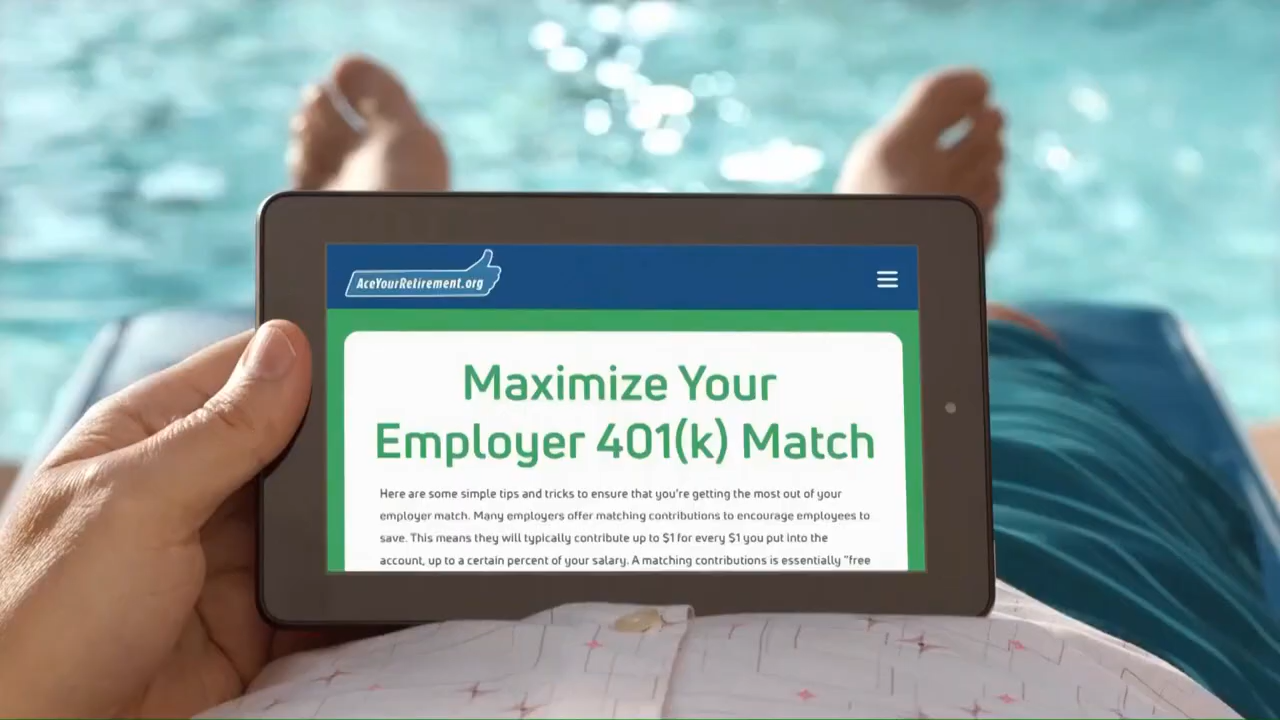 AceYourRetirement.org
Maximize Your
Employer 401(k) Match
Here are some simple tips and tricks to ensure that you're getting the most out of your
employer match. Many employers offer matching contributions to encourage employees to
save. This means they will typically contribute up to $1 for every $1 you put into the
account, up to a certain percent of your salary. A matching contributions is essentially "free